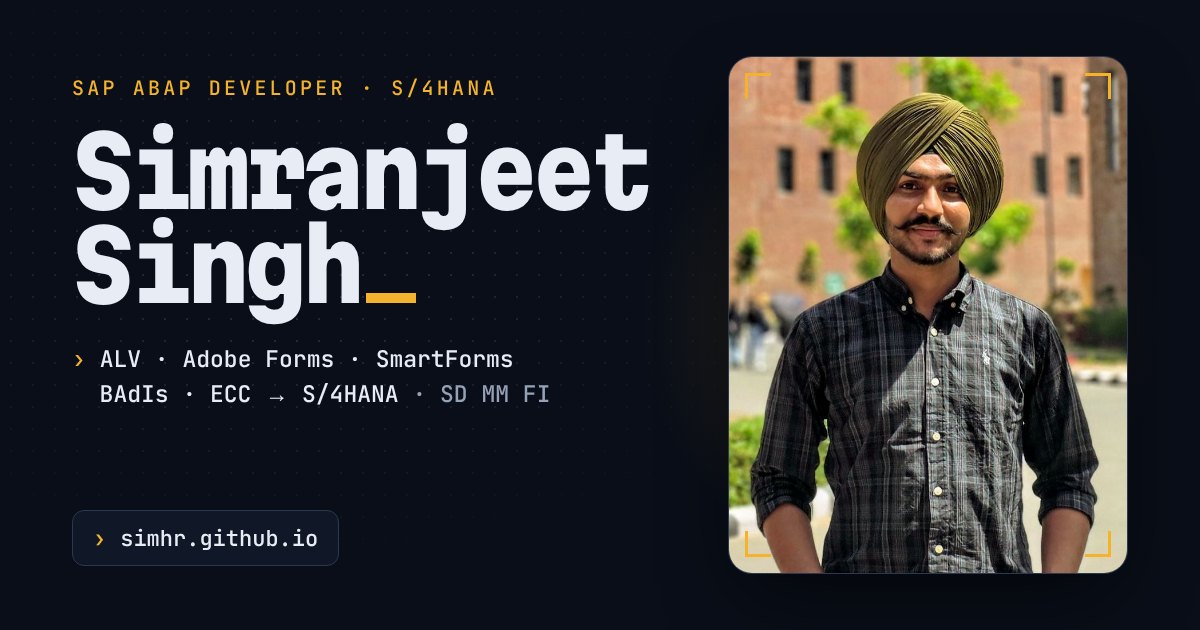 SAP ABAP DEVELOPER · S/4HANA
Simranjeet
Singh_
› ALV · Adobe Forms · SmartForms
BAdIs · ECC → S/4HANA · SD MM FI
› simhr.github.io